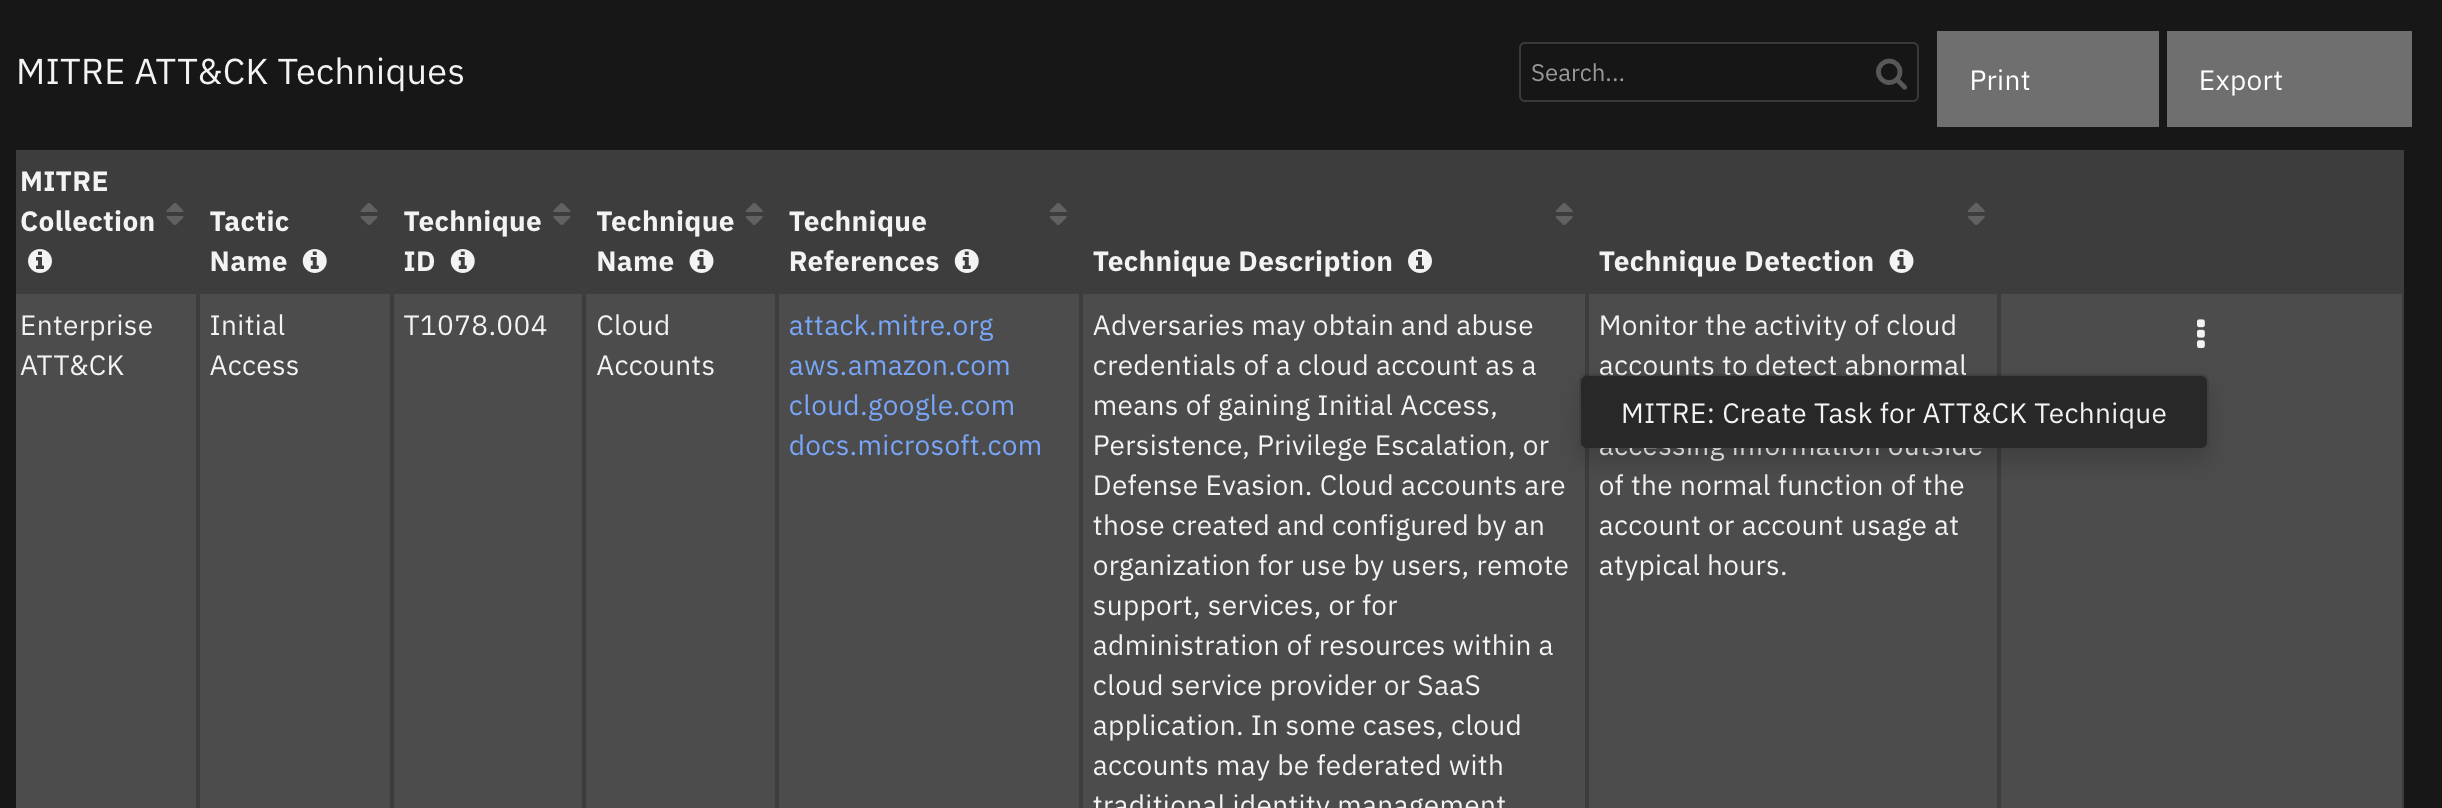 MITRE ATT&CK Techniques
Search...
Print
Export
MITRE
Collection
Tactic
Name
Technique
ID
Technique
Name
Technique
References
Technique Description
Technique Detection
Enterprise
ATT&CK
Initial
Access
T1078.004
Cloud
Accounts
attack.mitre.org
aws.amazon.com
cloud.google.com
docs.microsoft.com
Adversaries may obtain and abuse
credentials of a cloud account as a
means of gaining Initial Access,
Persistence, Privilege Escalation, or
Defense Evasion. Cloud accounts are
those created and configured by an
organization for use by users, remote
support, services, or for
administration of resources within a
cloud service provider or SaaS
application. In some cases, cloud
accounts may be federated with
traditional identity management
Monitor the activity of cloud
accounts to detect abnormal
MITRE: Create Task for ATT&CK Technique
accessing information outside
of the normal function of the
account or account usage at
atypical hours.